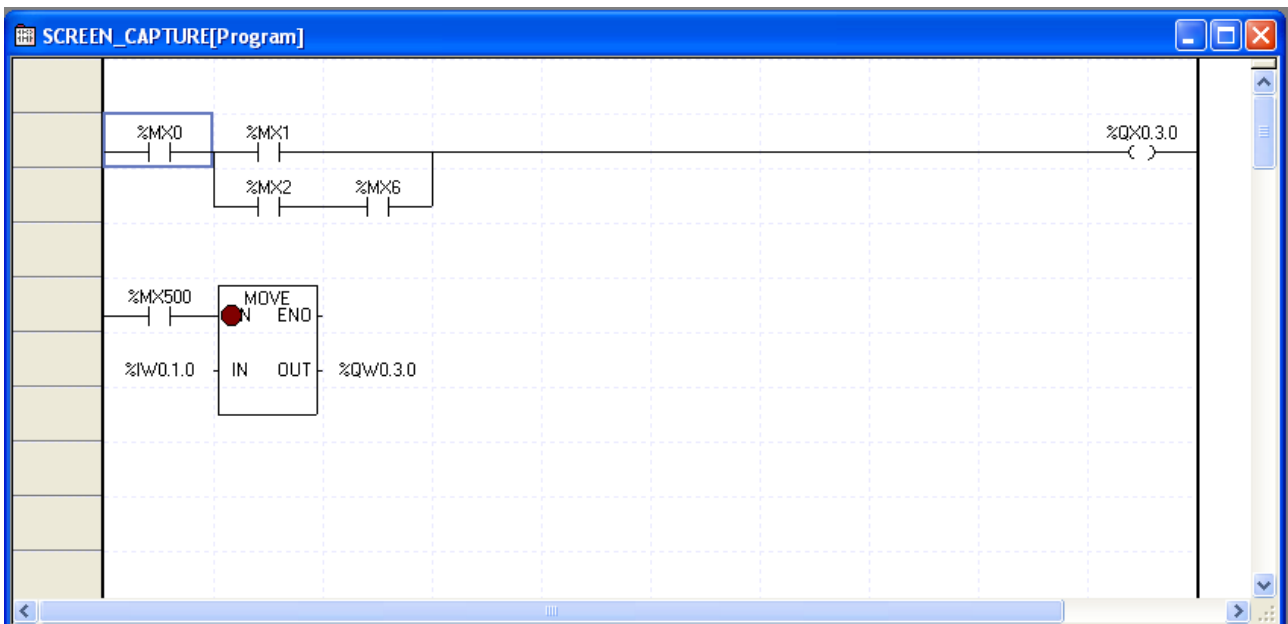 SCREEN_CAPTURE[Program]
%MX0 %MX1 %QX0.3.0
%MX2 %MX6
%MX500 MOVE
N ENO
%IW0.1.0 IN OUT %QW0.3.0